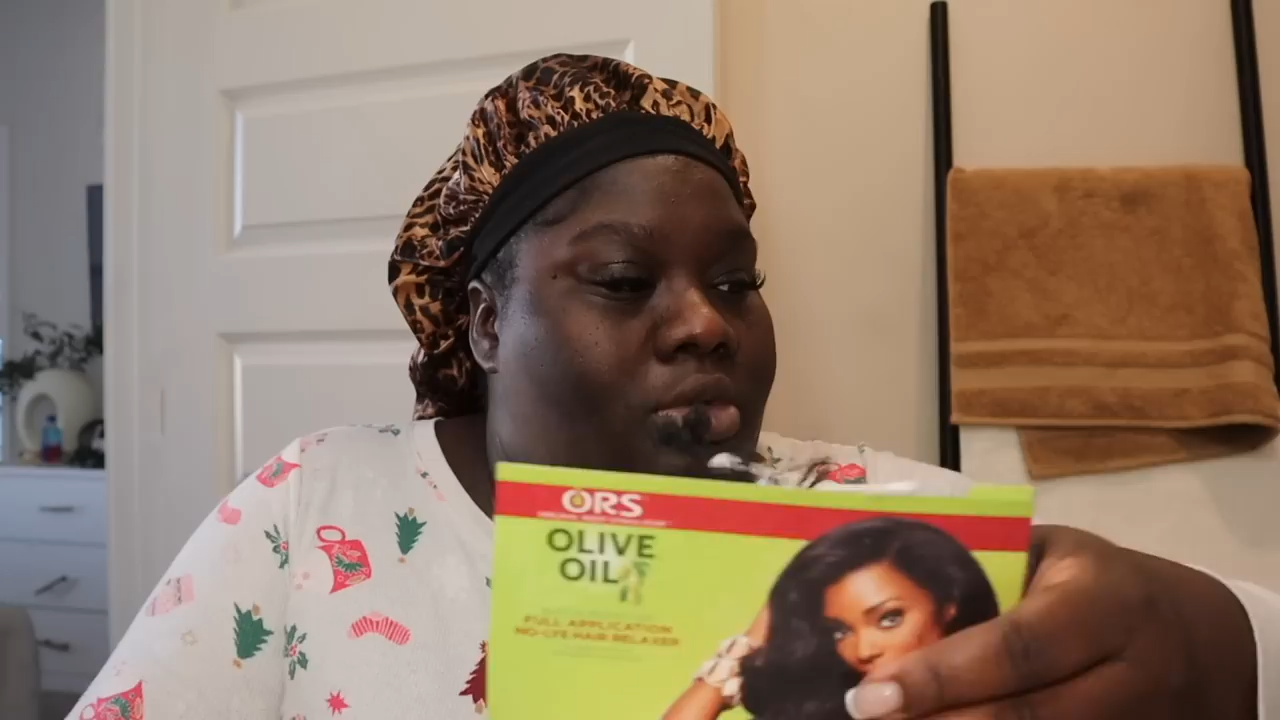 ORS
OLIVE
OIL
FULL APPLICATION
NO-LYE HAIR RELAXER